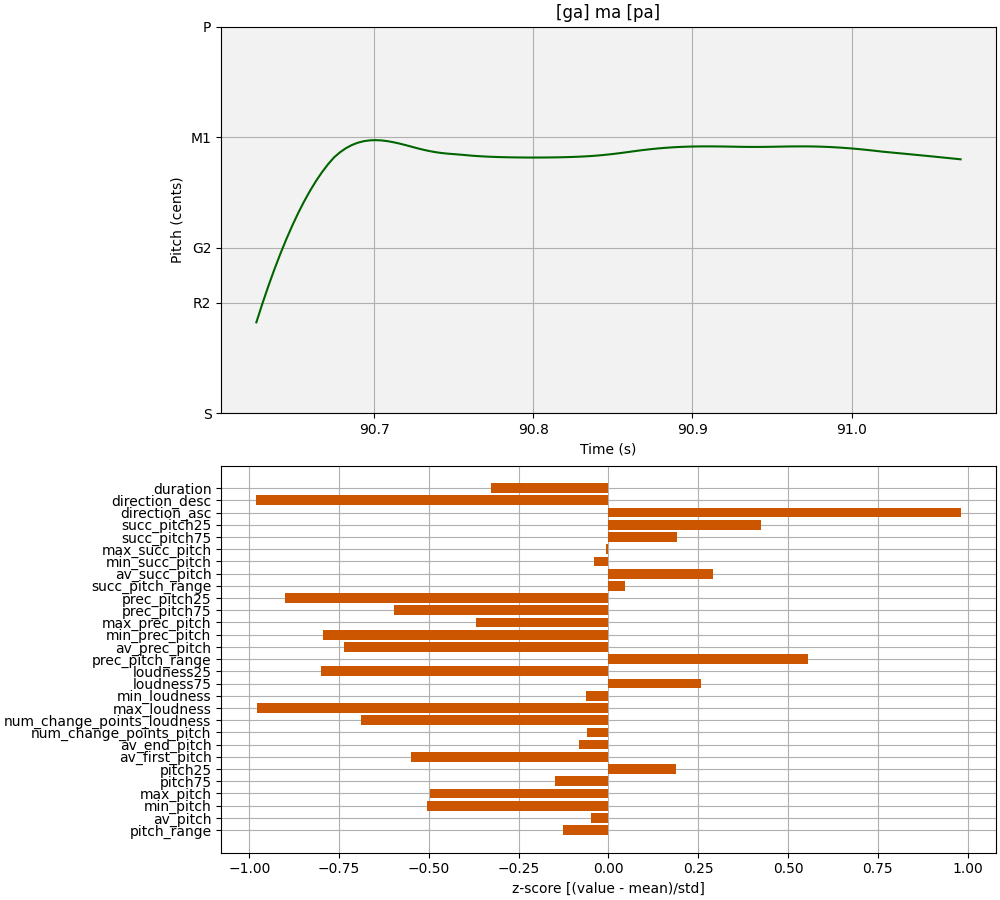 [ga] ma [pa]
P
M1
G2
R2
S
Pitch (cents)
90.7 90.8 90.9 91.0
Time (s)
duration
direction_desc
direction_asc
succ_pitch25
succ_pitch75
max_succ_pitch
min_succ_pitch
av_succ_pitch
succ_pitch_range
prec_pitch25
prec_pitch75
max_prec_pitch
min_prec_pitch
av_prec_pitch
prec_pitch_range
loudness25
loudness75
min_loudness
max_loudness
num_change_points_loudness
num_change_points_pitch
av_end_pitch
av_first_pitch
pitch25
pitch75
max_pitch
min_pitch
av_pitch
pitch_range
−1.00 −0.75 −0.50 −0.25 0.00 0.25 0.50 0.75 1.00
z-score [(value - mean)/std]